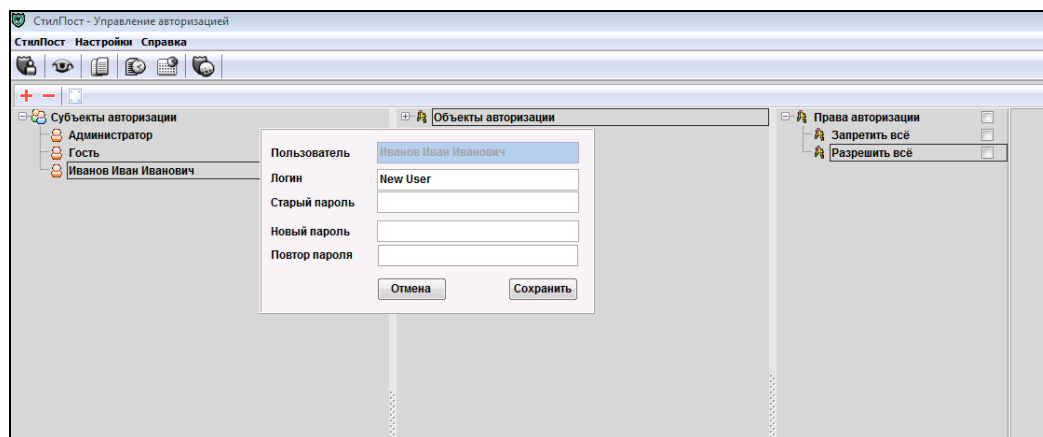 СтилПост - Управление авторизацией
СтилПост Настройки Справка
Субъекты авторизации
Администратор
Гость
Иванов Иван Иванович
Пользователь Иванов Иван Иванович
Логин New User
Старый пароль
Новый пароль
Повтор пароля
Отмена Сохранить
Объекты авторизации
Права авторизации
Запретить всё
Разрешить всё